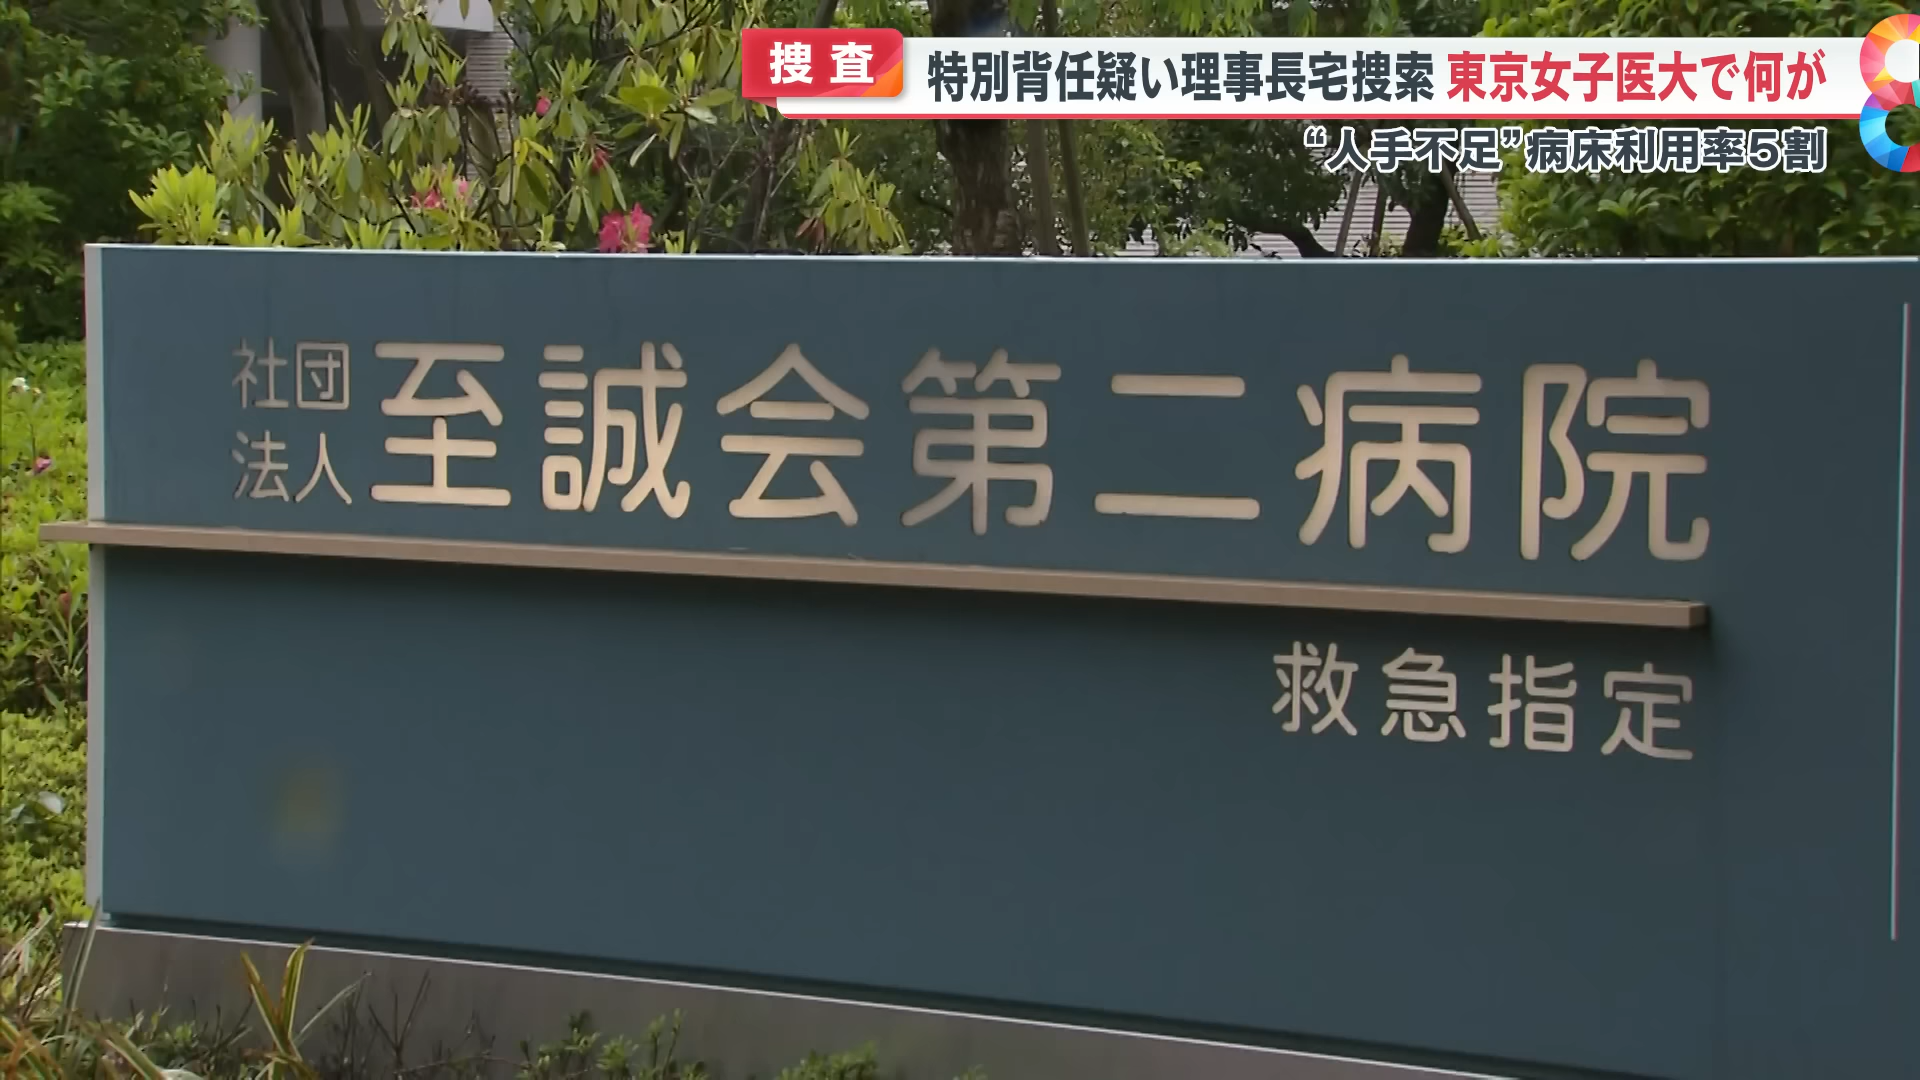 捜査
特別背任疑い理事長宅捜索 東京女子医大で何が
“人手不足”病床利用率5割
社団法人 至誠会第二病院
救急指定